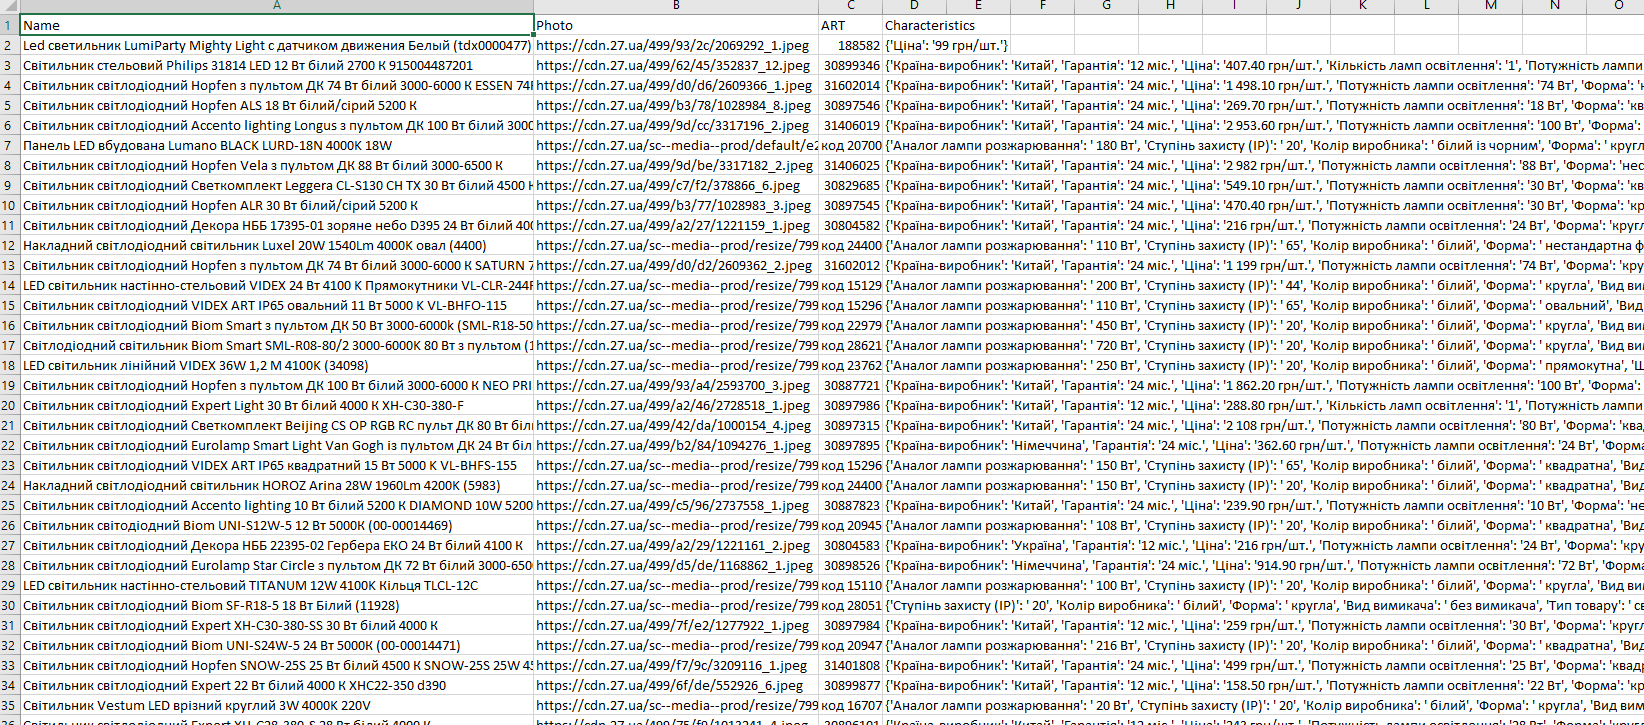 A B C D E F G H I J K L M N O
1 Name Photo ART Characteristics
2 Led светильник LumiParty Mighty Light с датчиком движения Белый (tdx0000477) https://cdn.27.ua/499/93/2c/2069292_1.jpeg 188582 {'Ціна': '99 грн/шт.'}
3 Світильник стельовий Philips 31814 LED 12 Вт білий 2700 К 915004487201 https://cdn.27.ua/499/62/45/352837_12.jpeg 30899346 {'Країна-виробник': 'Китай', 'Гарантія': '12 міс.', 'Ціна': '407.40 грн/шт.', 'Кількість ламп освітлення': '1', 'Потужність лампи
4 Світильник світлодіодний Hopfen з пультом ДК 74 Вт білий 3000-6000 К ESSEN 74 https://cdn.27.ua/499/d0/d6/2609366_1.jpeg 31602014 {'Країна-виробник': 'Китай', 'Гарантія': '24 міс.', 'Ціна': '1 498.10 грн/шт.', 'Потужність лампи освітлення': '74 Вт', 'Форма':
5 Світильник світлодіодний Hopfen ALS 18 Вт білий/сірий 5200 К https://cdn.27.ua/499/b3/78/1028984_8.jpeg 30897546 {'Країна-виробник': 'Китай', 'Гарантія': '24 міс.', 'Ціна': '269.70 грн/шт.', 'Потужність лампи освітлення': '18 Вт', 'Форма': 'кв
6 Світильник світлодіодний Accento lighting Longus з пультом ДК 100 Вт білий 3000 https://cdn.27.ua/499/9d/cc/3317196_2.jpeg 31406019 {'Країна-виробник': 'Китай', 'Гарантія': '24 міс.', 'Ціна': '2 953.60 грн/шт.', 'Потужність лампи освітлення': '100 Вт', 'Форма':
7 Панель LED вбудована Lumano BLACK LURD-18N 4000K 18W https://cdn.27.ua/sc--media--prod/default/e2 код 20700 {'Аналог лампи розжарювання': ' 180 Вт', 'Ступінь захисту (IP)': ' 20', 'Колір виробника': ' білий із чорним', 'Форма': ' кругл
8 Світильник світлодіодний Hopfen Vela з пультом ДК 88 Вт білий 3000-6500 К https://cdn.27.ua/499/9d/be/3317182_2.jpeg 31406025 {'Країна-виробник': 'Китай', 'Гарантія': '24 міс.', 'Ціна': '2 982 грн/шт.', 'Потужність лампи освітлення': '88 Вт', 'Форма': 'нес
9 Світильник світлодіодний Светкомплект Leggera CL-S130 CH TX 30 Вт білий 4500 https://cdn.27.ua/499/c7/f2/378866_6.jpeg 30829685 {'Країна-виробник': 'Китай', 'Гарантія': '24 міс.', 'Ціна': '549.10 грн/шт.', 'Потужність лампи освітлення': '30 Вт', 'Форма': 'кв
10 Світильник світлодіодний Hopfen ALR 30 Вт білий/сірий 5200 К https://cdn.27.ua/499/b3/77/1028983_3.jpeg 30897545 {'Країна-виробник': 'Китай', 'Гарантія': '24 міс.', 'Ціна': '470.40 грн/шт.', 'Потужність лампи освітлення': '30 Вт', 'Форма': 'кр
11 Світильник світлодіодний Декора НББ 17395-01 зоряне небо D395 24 Вт білий 400 https://cdn.27.ua/499/a2/27/1221159_1.jpeg 30804582 {'Країна-виробник': 'Китай', 'Гарантія': '24 міс.', 'Ціна': '216 грн/шт.', 'Потужність лампи освітлення': '24 Вт', 'Форма': 'кругл
12 Накладний світлодіодний світильник Luxel 20W 1540Lm 4000K овал (4400) https://cdn.27.ua/sc--media--prod/resize/799 код 24400 {'Аналог лампи розжарювання': ' 110 Вт', 'Ступінь захисту (IP)': ' 65', 'Колір виробника': ' білий', 'Форма': ' нестандартна ф
13 Світильник світлодіодний Hopfen з пультом ДК 74 Вт білий 3000-6000 К SATURN 7 https://cdn.27.ua/499/d0/d2/2609362_2.jpeg 31602012 {'Країна-виробник': 'Китай', 'Гарантія': '24 міс.', 'Ціна': '1 199 грн/шт.', 'Потужність лампи освітлення': '74 Вт', 'Форма': 'кру
14 LED світильник настінно-стельовий VIDEX 24 Вт 4100 К Прямокутники VL-CLR-244 https://cdn.27.ua/sc--media--prod/resize/799 код 15129 {'Аналог лампи розжарювання': ' 200 Вт', 'Ступінь захисту (IP)': ' 44', 'Колір виробника': ' білий', 'Форма': ' кругла', 'Вид ви
15 Світильник світлодіодний VIDEX ART IP65 овальний 11 Вт 5000 К VL-BHFO-115 https://cdn.27.ua/sc--media--prod/resize/799 код 15296 {'Аналог лампи розжарювання': ' 110 Вт', 'Ступінь захисту (IP)': ' 65', 'Колір виробника': ' білий', 'Форма': ' овальний', 'Вид
16 Світильник світлодіодний Biom Smart з пультом ДК 50 Вт 3000-6000k (SML-R18-50 https://cdn.27.ua/sc--media--prod/resize/799 код 22979 {'Аналог лампи розжарювання': ' 450 Вт', 'Ступінь захисту (IP)': ' 20', 'Колір виробника': ' білий', 'Форма': ' кругла', 'Вид ви
17 Світлодіодний світильник Biom Smart SML-R08-80/2 3000-6000K 80 Вт з пультом (1 https://cdn.27.ua/sc--media--prod/resize/799 код 28621 {'Аналог лампи розжарювання': ' 720 Вт', 'Ступінь захисту (IP)': ' 20', 'Колір виробника': ' білий', 'Форма': ' кругла', 'Вид ви
18 LED світильник лінійний VIDEX 36W 1,2 М 4100K (34098) https://cdn.27.ua/sc--media--prod/resize/799 код 23762 {'Аналог лампи розжарювання': ' 250 Вт', 'Ступінь захисту (IP)': ' 20', 'Колір виробника': ' білий', 'Форма': ' прямокутна', 'Ш
19 Світильник світлодіодний Hopfen з пультом ДК 100 Вт білий 3000-6000 К NEO PRI https://cdn.27.ua/499/93/a4/2593700_3.jpeg 30887721 {'Країна-виробник': 'Китай', 'Гарантія': '24 міс.', 'Ціна': '1 862.20 грн/шт.', 'Потужність лампи освітлення': '100 Вт', 'Форма':
20 Світильник світлодіодний Expert Light 30 Вт білий 4000 К XH-C30-380-F https://cdn.27.ua/499/a2/46/2728518_1.jpeg 30897986 {'Країна-виробник': 'Китай', 'Гарантія': '12 міс.', 'Ціна': '288.80 грн/шт.', 'Кількість ламп освітлення': '1', 'Потужність лампи
21 Світильник світлодіодний Светкомплект Beijing CS OP RGB RC пульт ДК 80 Вт біл https://cdn.27.ua/499/42/da/1000154_4.jpeg 30897315 {'Країна-виробник': 'Китай', 'Гарантія': '24 міс.', 'Ціна': '2 108 грн/шт.', 'Потужність лампи освітлення': '80 Вт', 'Форма': 'ква
22 Світильник світлодіодний Eurolamp Smart Light Van Gogh із пультом ДК 24 Вт біл https://cdn.27.ua/499/b2/84/1094276_1.jpeg 30897895 {'Країна-виробник': 'Німеччина', 'Гарантія': '24 міс.', 'Ціна': '362.60 грн/шт.', 'Потужність лампи освітлення': '24 Вт', 'Форма
23 Світильник світлодіодний VIDEX ART IP65 квадратний 15 Вт 5000 К VL-BHFS-155 https://cdn.27.ua/sc--media--prod/resize/799 код 15296 {'Аналог лампи розжарювання': ' 150 Вт', 'Ступінь захисту (IP)': ' 65', 'Колір виробника': ' білий', 'Форма': ' квадратна', 'Вид
24 Накладний світлодіодний світильник HOROZ Arina 28W 1960Lm 4200K (5983) https://cdn.27.ua/sc--media--prod/resize/799 код 24400 {'Аналог лампи розжарювання': ' 150 Вт', 'Ступінь захисту (IP)': ' 20', 'Колір виробника': ' білий', 'Форма': ' квадратна', 'Вид
25 Світильник світлодіодний Accento lighting 10 Вт білий 5200 К DIAMOND 10W 5200 https://cdn.27.ua/499/c5/96/2737558_1.jpeg 30887823 {'Країна-виробник': 'Китай', 'Гарантія': '24 міс.', 'Ціна': '239.90 грн/шт.', 'Потужність лампи освітлення': '10 Вт', 'Форма': 'не
26 Світильник світодіодний Biom UNI-S12W-5 12 Вт 5000К (00-00014469) https://cdn.27.ua/sc--media--prod/resize/799 код 20945 {'Аналог лампи розжарювання': ' 108 Вт', 'Ступінь захисту (IP)': ' 20', 'Колір виробника': ' білий', 'Форма': ' квадратна', 'Вид
27 Світильник світлодіодний Декора НББ 22395-02 Гербера ЕКО 24 Вт білий 4100 К https://cdn.27.ua/499/a2/29/1221161_2.jpeg 30804583 {'Країна-виробник': 'Україна', 'Гарантія': '12 міс.', 'Ціна': '216 грн/шт.', 'Потужність лампи освітлення': '24 Вт', 'Форма': 'кру
28 Світильник світлодіодний Eurolamp Star Circle з пультом ДК 72 Вт білий 3000-650 https://cdn.27.ua/499/d5/de/1168862_1.jpeg 30898526 {'Країна-виробник': 'Німеччина', 'Гарантія': '24 міс.', 'Ціна': '914.90 грн/шт.', 'Потужність лампи освітлення': '72 Вт', 'Форма
29 LED світильник настінно-стельовий TITANUM 12W 4100K Кільця TLCL-12C https://cdn.27.ua/sc--media--prod/resize/799 код 15110 {'Аналог лампи розжарювання': ' 100 Вт', 'Ступінь захисту (IP)': ' 20', 'Колір виробника': ' білий', 'Форма': ' кругла', 'Вид ви
30 Світильник світлодіодний Biom SF-R18-5 18 Вт Білий (11928) https://cdn.27.ua/sc--media--prod/resize/799 код 28051 {'Ступінь захисту (IP)': ' 20', 'Колір виробника': ' білий', 'Форма': ' кругла', 'Вид вимикача': ' без вимикача', 'Тип товару': ' с
31 Світильник світлодіодний Expert XH-C30-380-SS 30 Вт білий 4000 К https://cdn.27.ua/499/7f/e2/1277922_1.jpeg 30897984 {'Країна-виробник': 'Китай', 'Гарантія': '12 міс.', 'Ціна': '259 грн/шт.', 'Потужність лампи освітлення': '30 Вт', 'Форма': 'кругл
32 Світильник світлодіодний Biom UNI-S24W-5 24 Вт 5000К (00-00014471) https://cdn.27.ua/sc--media--prod/resize/799 код 20947 {'Аналог лампи розжарювання': ' 216 Вт', 'Ступінь захисту (IP)': ' 20', 'Колір виробника': ' білий', 'Форма': ' квадратна', 'Вид
33 Світильник світлодіодний Hopfen SNOW-25S 25 Вт білий 4500 К SNOW-25S 25W 45 https://cdn.27.ua/499/f7/9c/3209116_1.jpeg 31401808 {'Країна-виробник': 'Китай', 'Гарантія': '24 міс.', 'Ціна': '499 грн/шт.', 'Потужність лампи освітлення': '25 Вт', 'Форма': 'квадр
34 Світильник світлодіодний Expert 22 Вт білий 4000 К XHC22-350 d390 https://cdn.27.ua/499/6f/de/552926_6.jpeg 30899877 {'Країна-виробник': 'Китай', 'Гарантія': '12 міс.', 'Ціна': '158.50 грн/шт.', 'Потужність лампи освітлення': '22 Вт', 'Форма': 'кр
35 Світильник Vestum LED врізний круглий 3W 4000K 220V https://cdn.27.ua/sc--media--prod/resize/799 код 16707 {'Аналог лампи розжарювання': ' 20 Вт', 'Ступінь захисту (IP)': ' 20', 'Колір виробника': ' білий', 'Форма': ' кругла', 'Вид вим